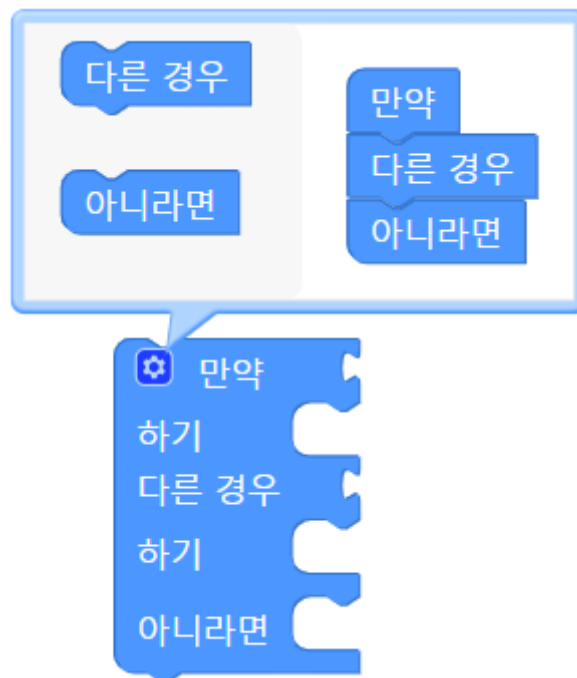 다른 경우
아니라면
만약
다른 경우
아니라면
만약
하기
다른 경우
하기
아니라면